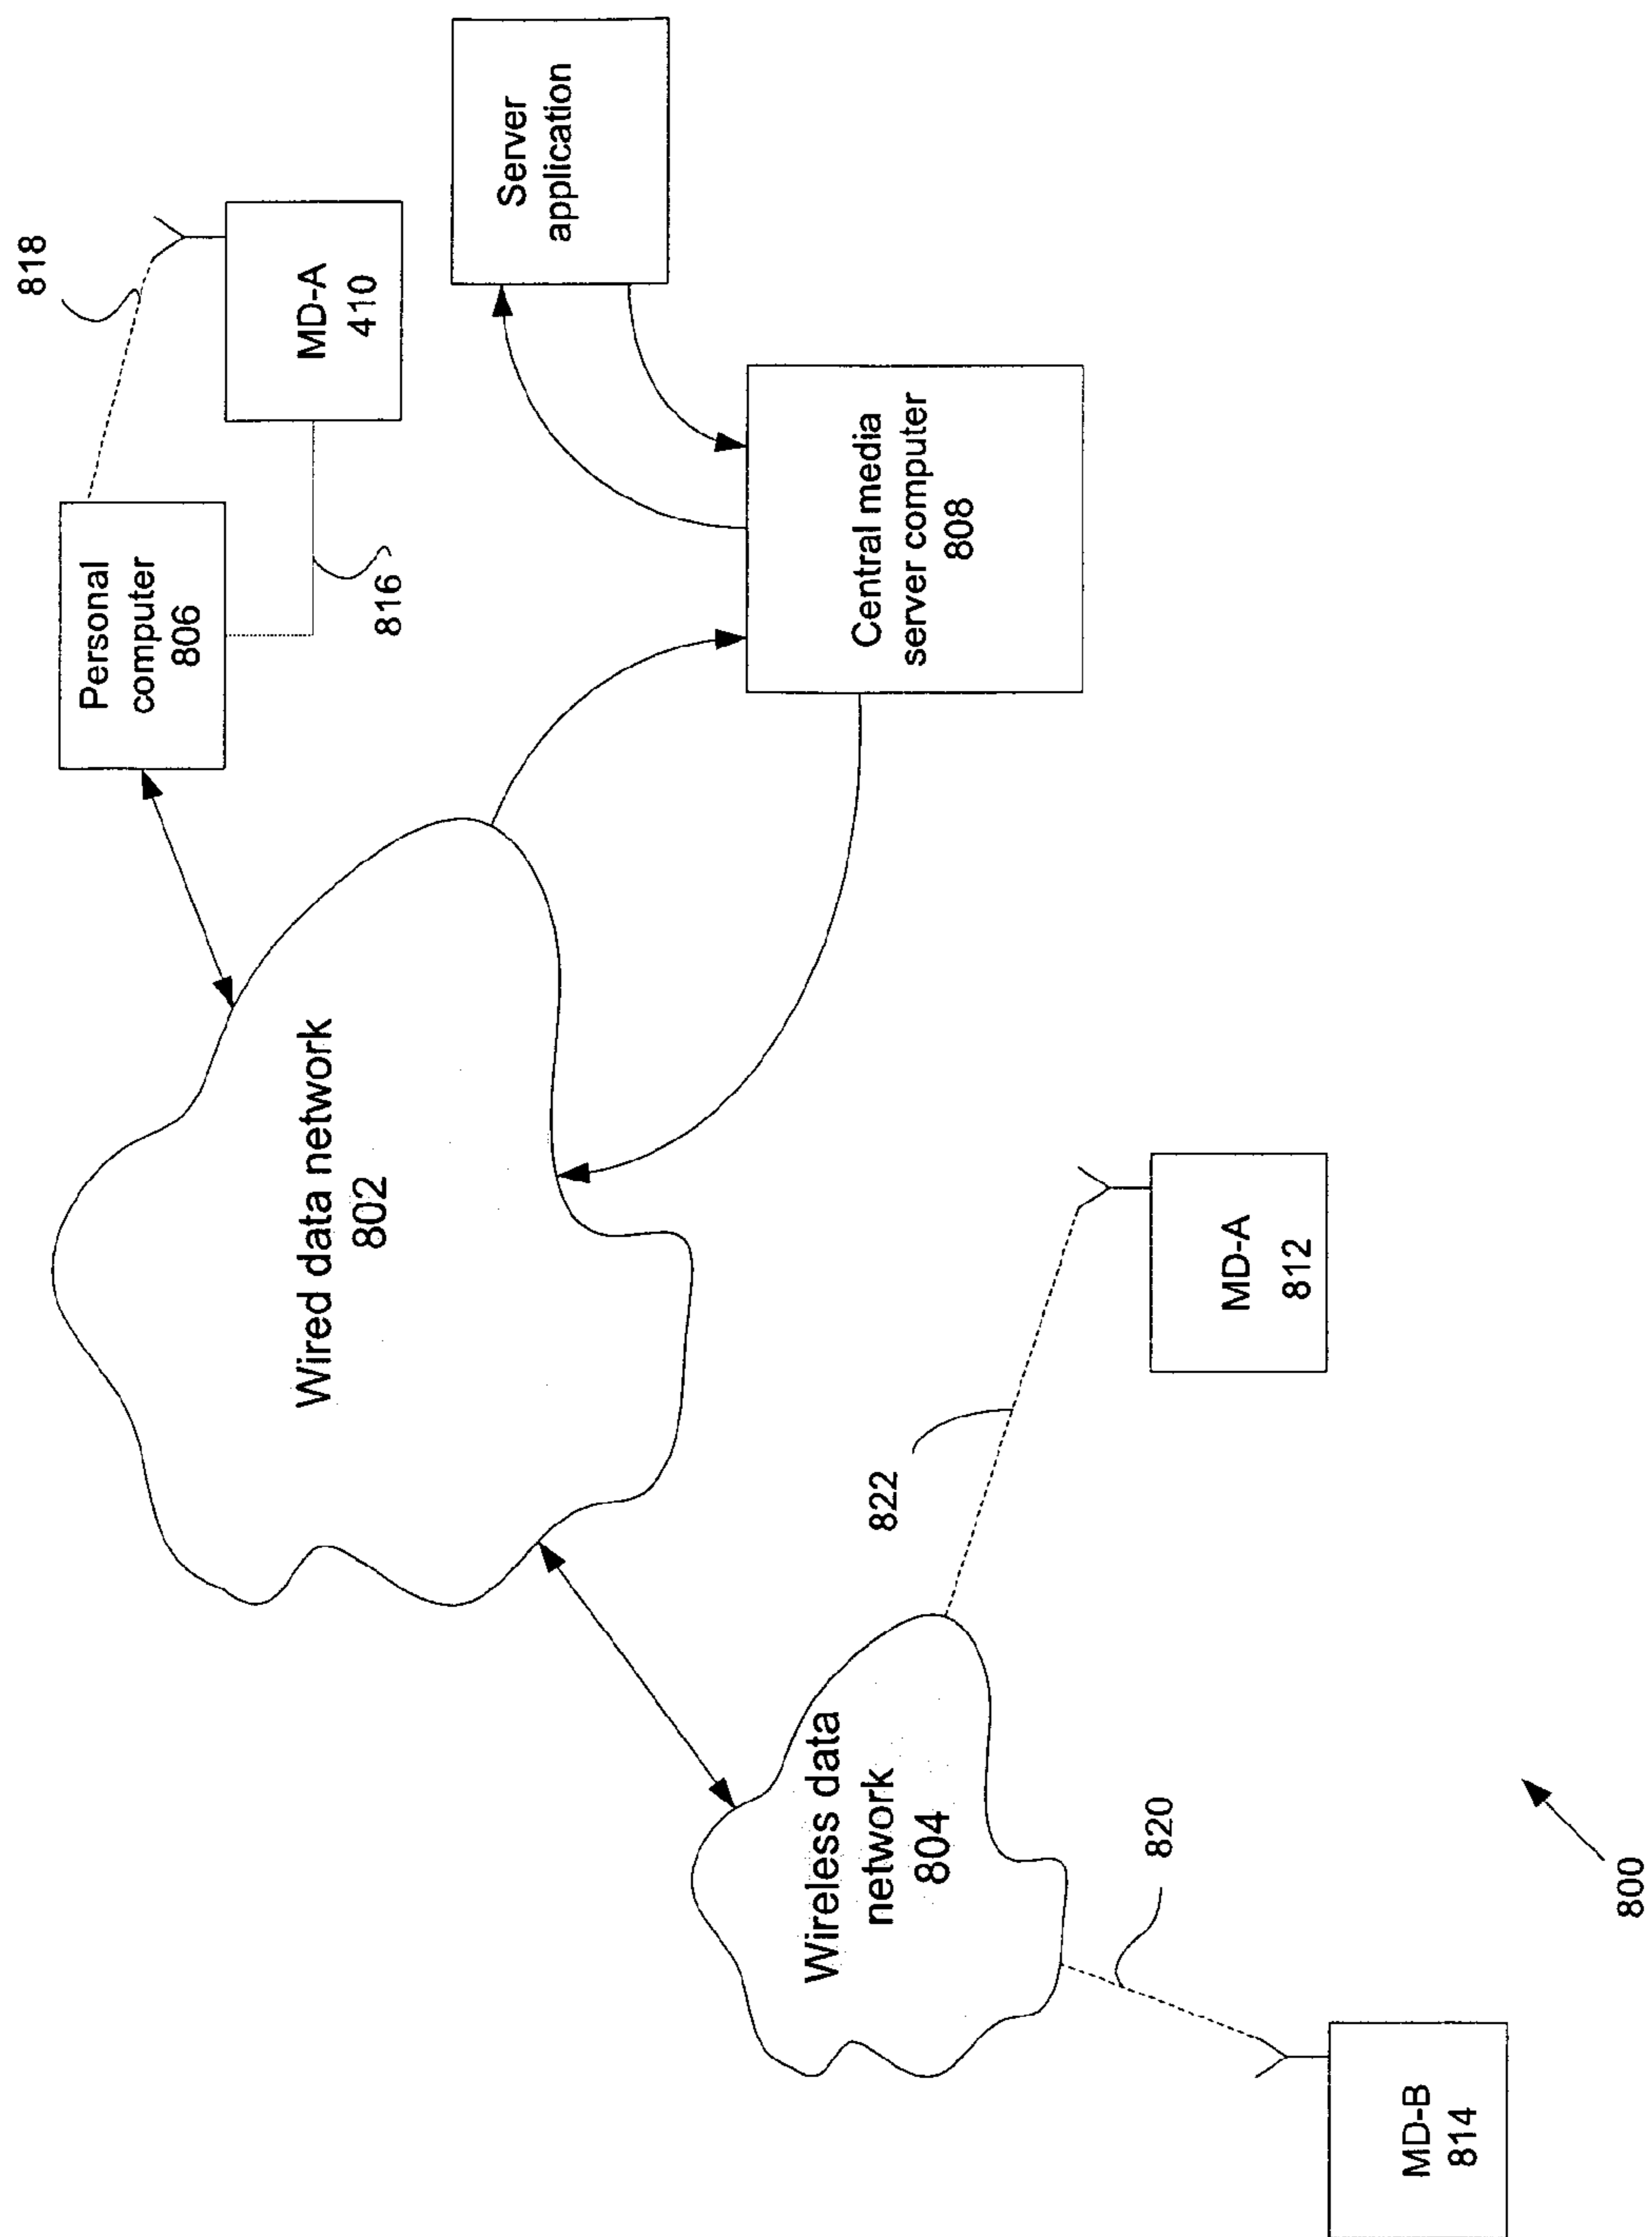 818
Personal
computer
806
MD-A
410
816
Server
application
Wired data network
802
Central media
server computer
808
822
Wireless data
network
804
MD-A
812
820
MD-B
814
800